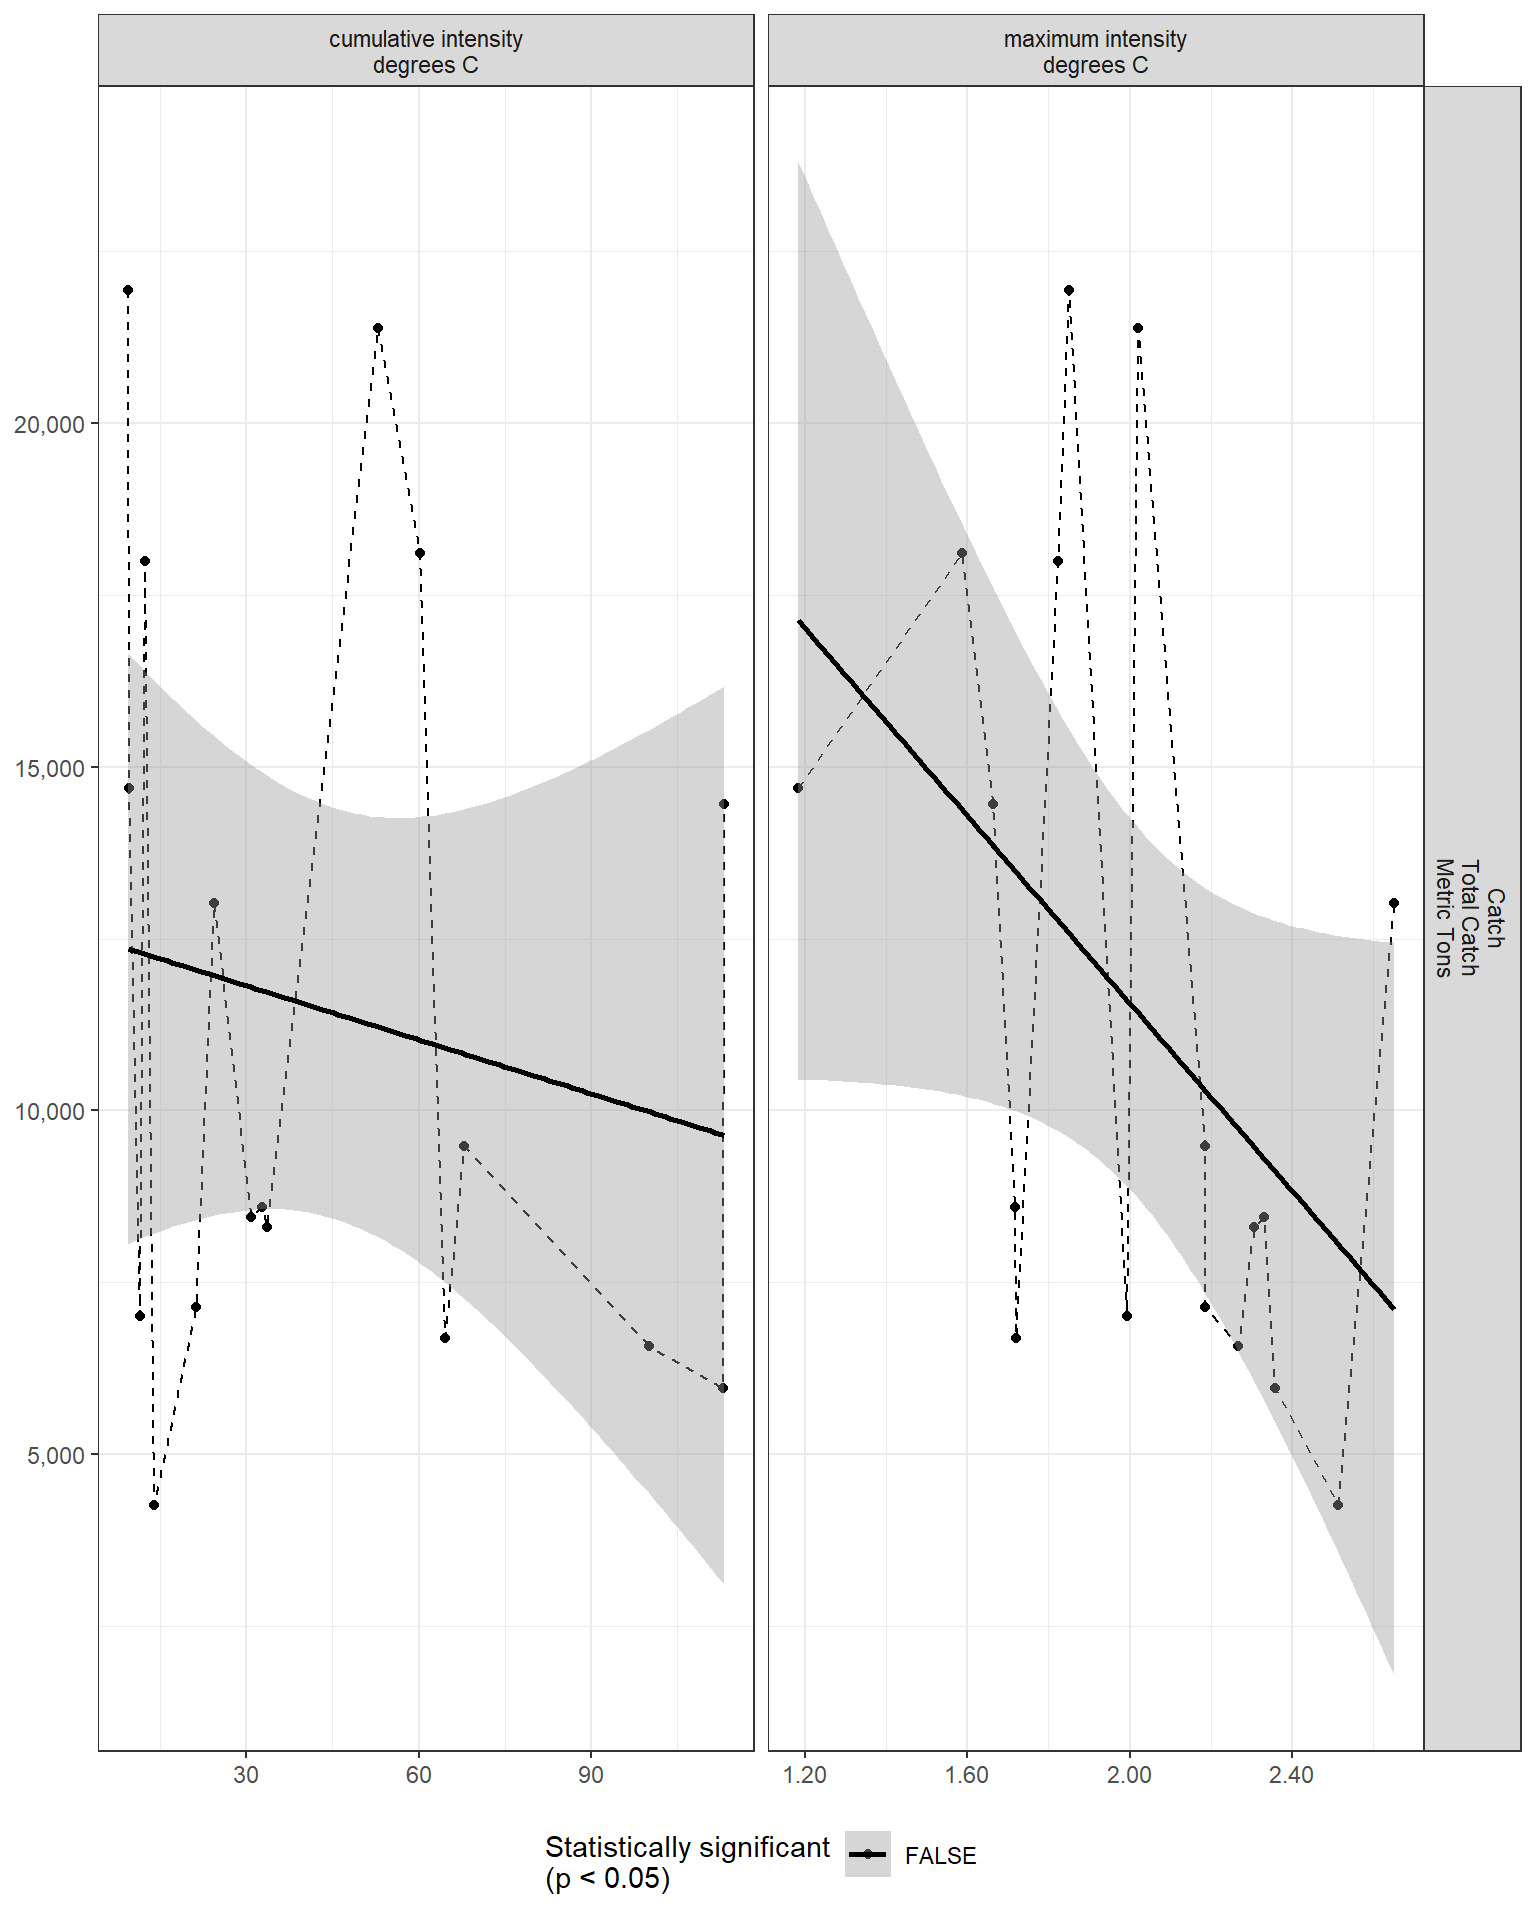 cumulative intensity
degrees C
maximum intensity
degrees C
20,000
15,000
10,000
5,000
Catch
Total Catch
Metric Tons
30
60
90
1.20
1.60
2.00
2.40
Statistically significant
(p < 0.05)
FALSE